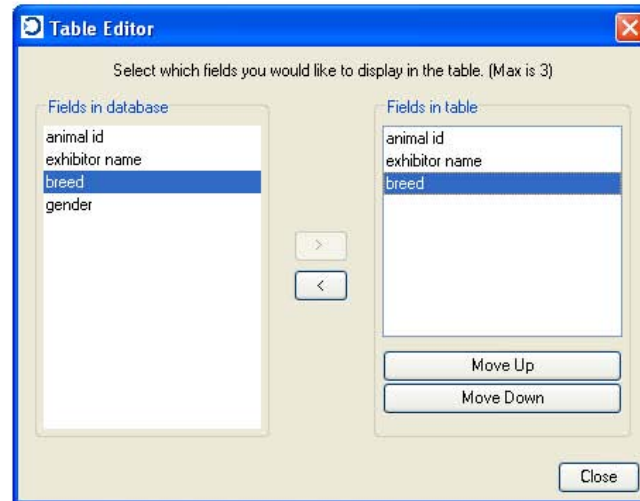 Table Editor
Select which fields you would like to display in the table. (Max is 3)
Fields in database
animal id
exhibitor name
breed
gender
>
<
Fields in table
animal id
exhibitor name
breed
Move Up
Move Down
Close